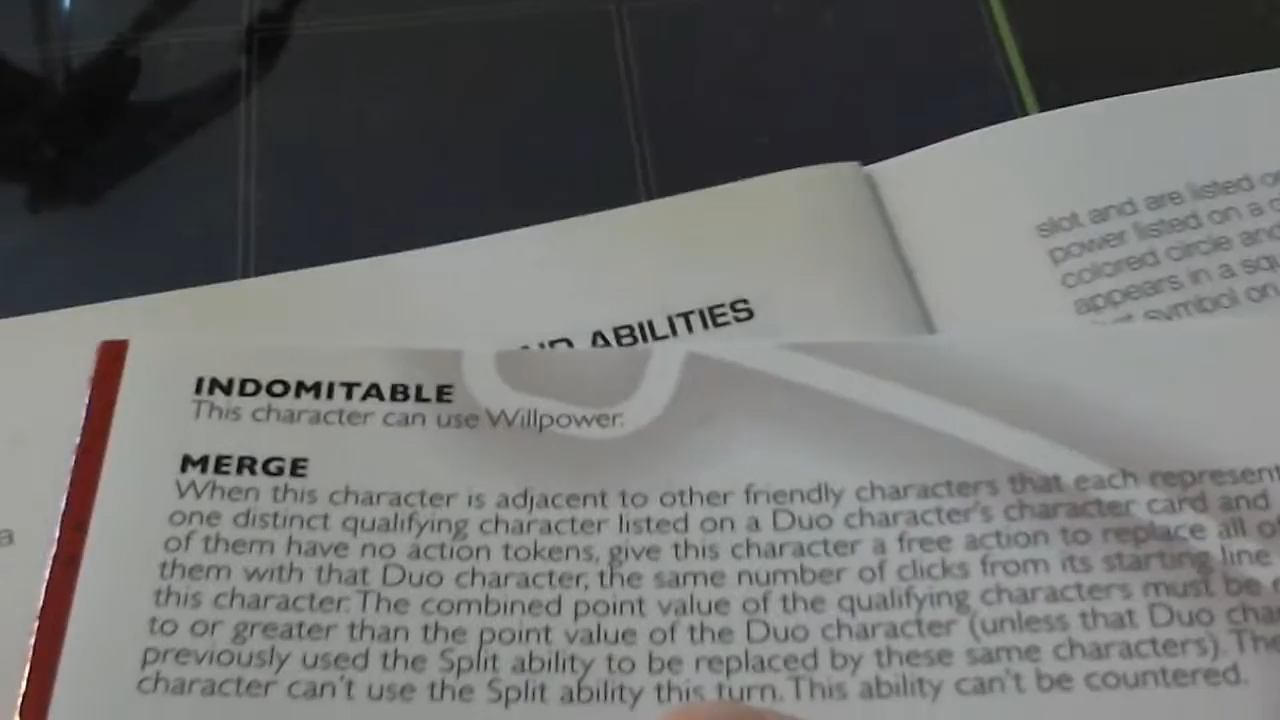 slot and are listed
power listed on a
colored circle and
appears in a
symbol on
ABILITIES
INDOMITABLE
This character can use Willpower.
MERGE
When this character is adjacent to other friendly characters that each represent
one distinct qualifying character listed on a Duo character's character card and
of them have no action tokens, give this character a free action to replace all
them with that Duo character, the same number of clicks from its starting line
this character. The combined point value of the qualifying characters must be
to or greater than the point value of the Duo character (unless that Duo
previously used the Split ability to be replaced by these same characters). The
character can't use the Split ability this turn. This ability can't be countered.
a